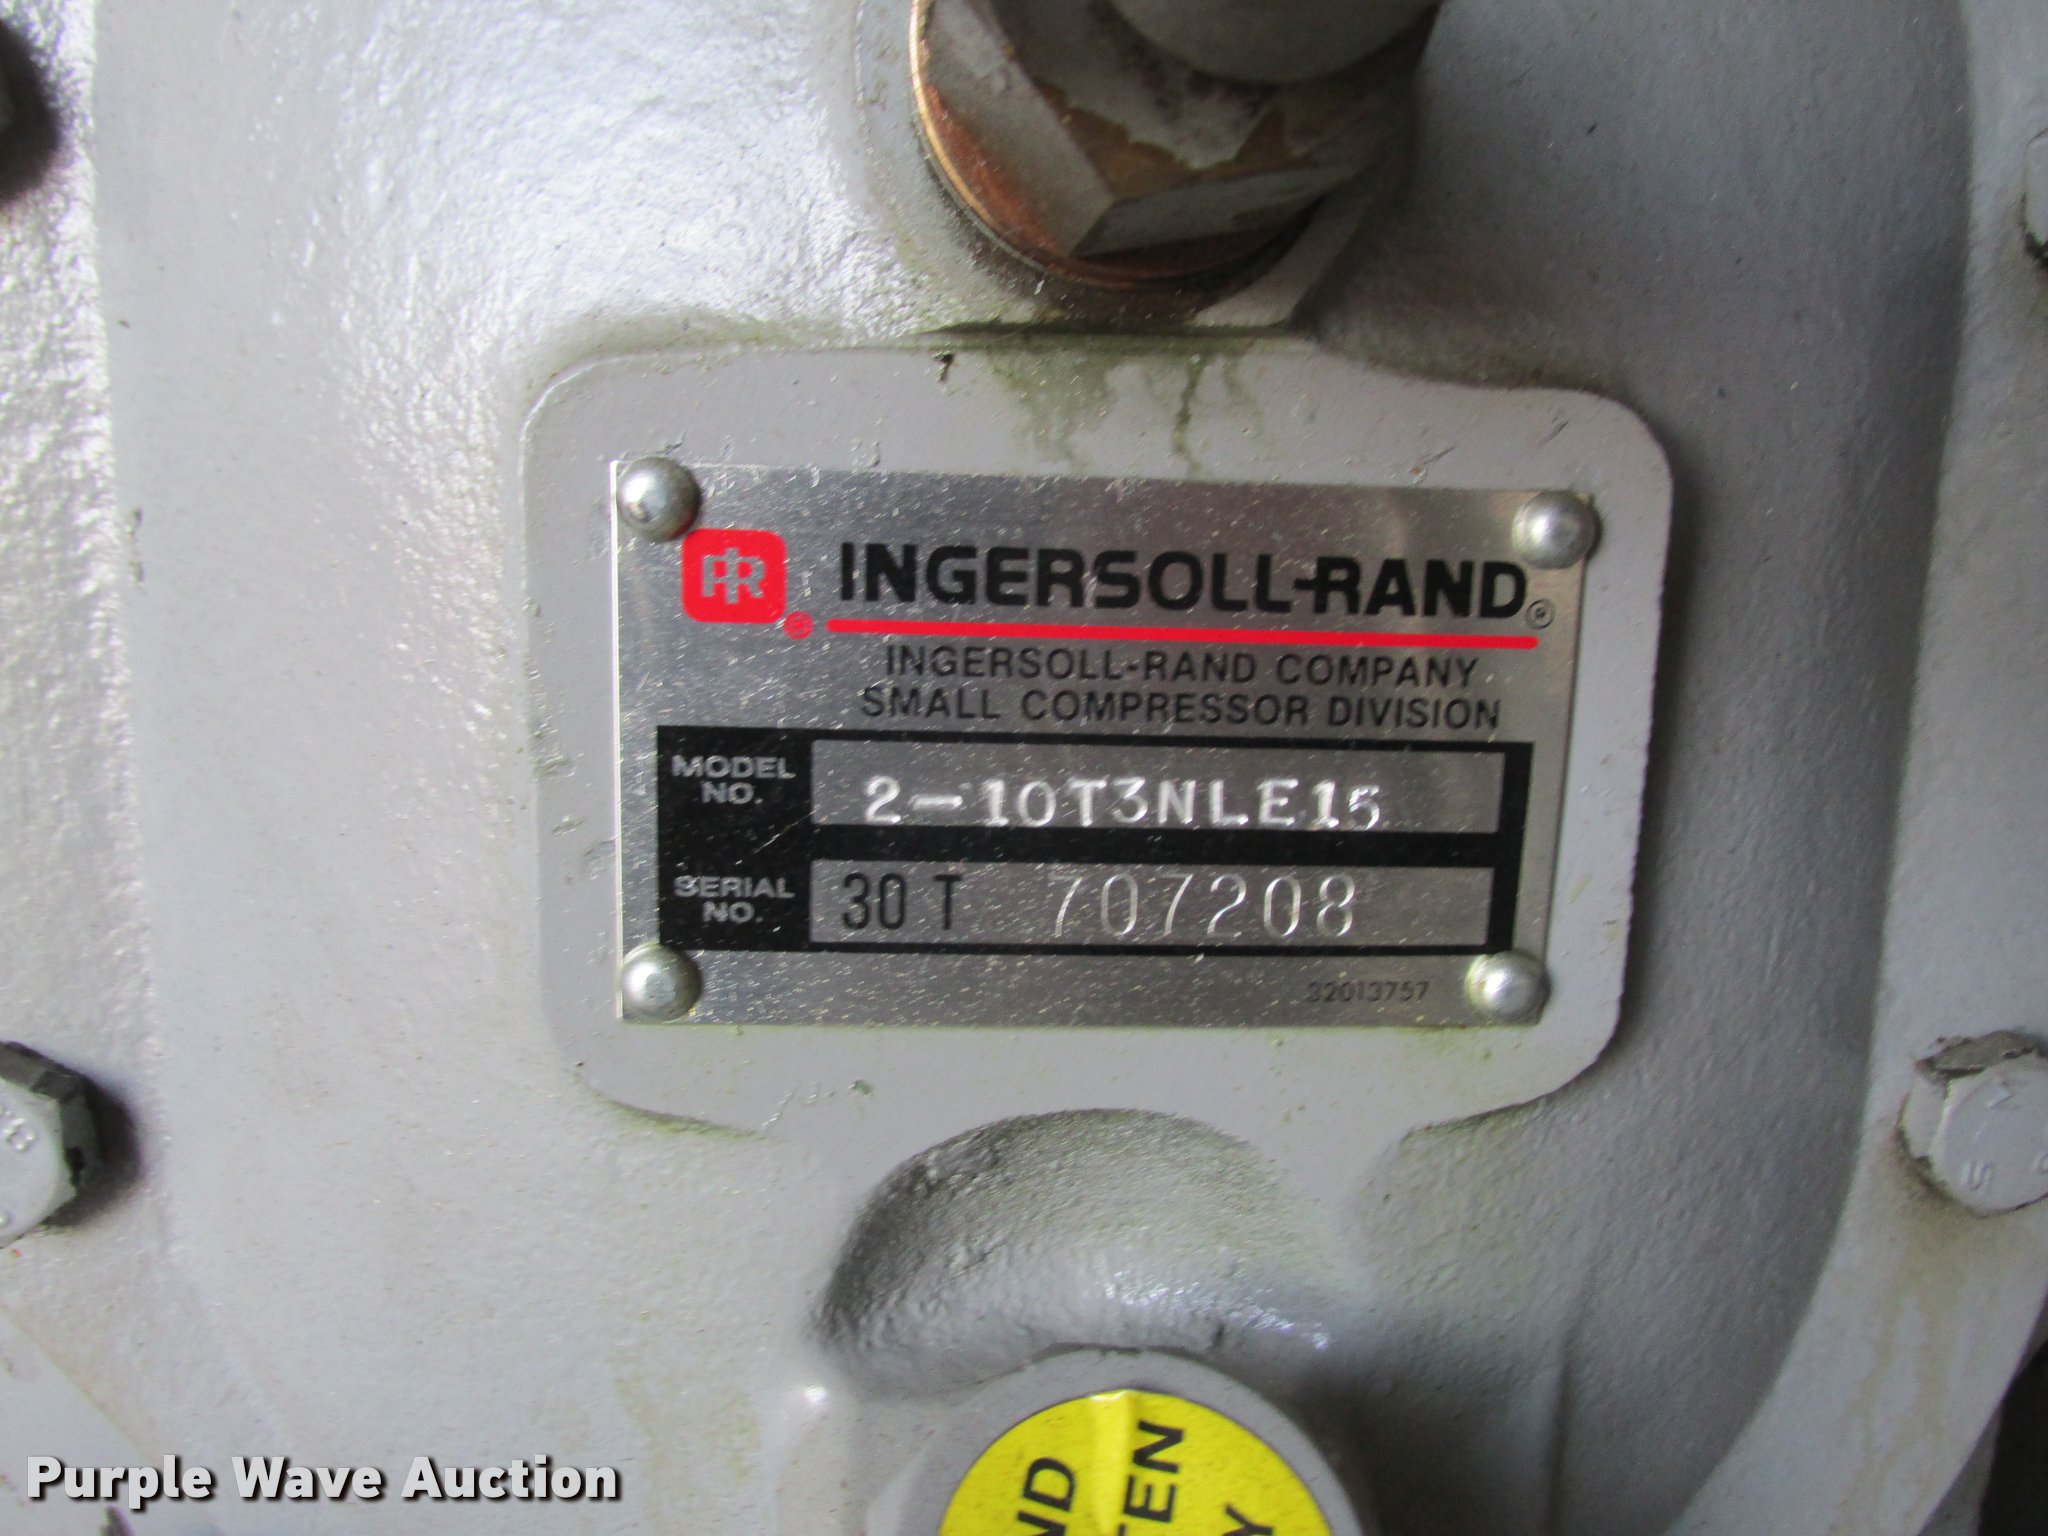 IR ®
INGERSOLL-RAND®
INGERSOLL-RAND COMPANY
SMALL COMPRESSOR DIVISION
MODEL NO. 2-10T3NLE15
SERIAL NO. 30 T 707208
32013757
Purple Wave Auction